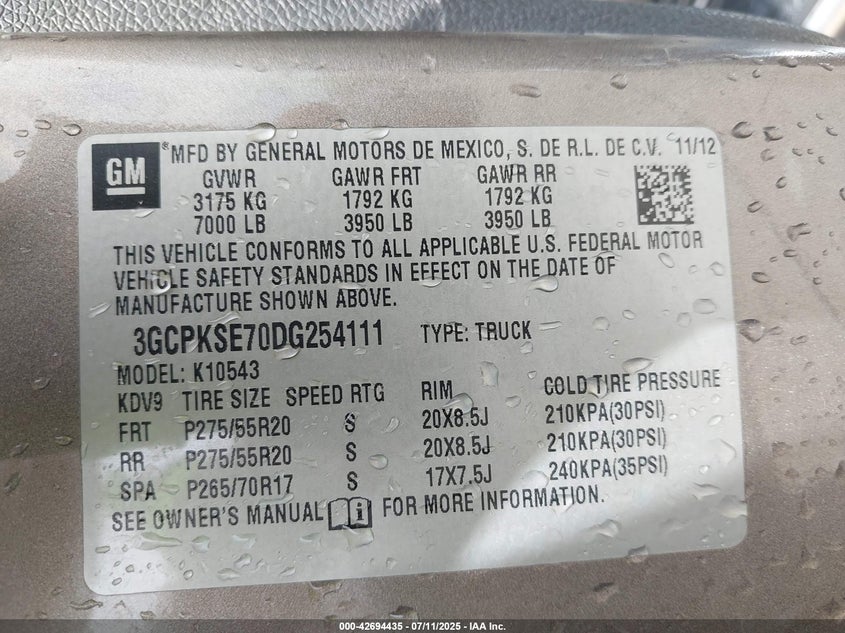 GM
®MFD BY GENERAL MOTORS DE MEXICO, S. DE R.L. DE C.V. 11/12
GVWR GAWR FRT GAWR RR
3175 KG 1792 KG 1792 KG
7000 LB 3950 LB 3950 LB
THIS VEHICLE CONFORMS TO ALL APPLICABLE U.S. FEDERAL MOTOR
VEHICLE SAFETY STANDARDS IN EFFECT ON THE DATE OF
MANUFACTURE SHOWN ABOVE.
3GCPKSE70DG254111 TYPE: TRUCK
MODEL: K10543
KDV9 TIRE SIZE SPEED RTG RIM COLD TIRE PRESSURE
FRT P275/55R20 S 20X8.5J 210KPA(30PSI)
RR P275/55R20 S 20X8.5J 210KPA(30PSI)
SPA P265/70R17 S 17X7.5J 240KPA(35PSI)
SEE OWNER'S MANUAL FOR MORE INFORMATION.
000-42694435 - 07/11/2025 - IAA Inc.